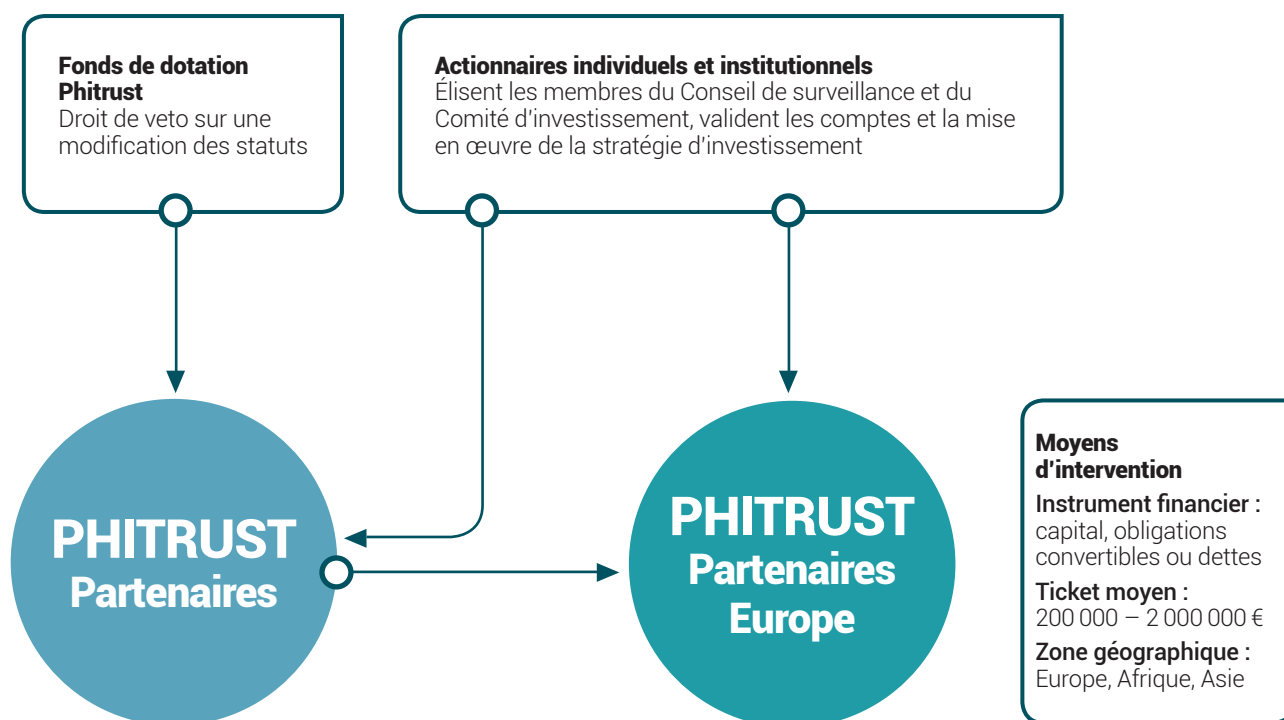 Fonds de dotation
Phitrust
Droit de veto sur une
modification des statuts
Actionnaires individuels et institutionnels
Élisent les membres du Conseil de surveillance et du
Comité d'investissement, valident les comptes et la mise
en œuvre de la stratégie d'investissement
PHITRUST
Partenaires
PHITRUST
Partenaires
Europe
Moyens
d'intervention
Instrument financier :
capital, obligations
convertibles ou dettes
Ticket moyen :
200 000 – 2 000 000 €
Zone géographique :
Europe, Afrique, Asie